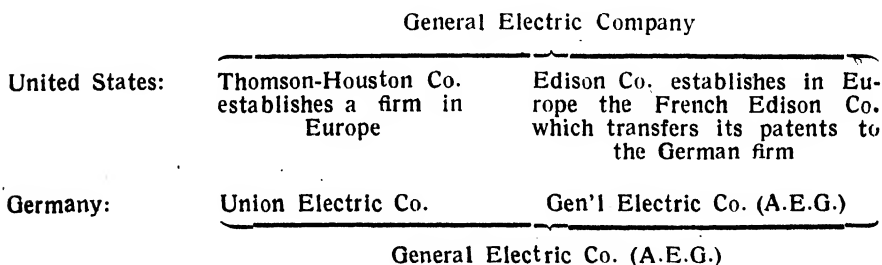 General Electric Company
United States: Thomson-Houston Co. Edison Co. establishes in Eu-
establishes a firm in rope the French Edison Co.
Europe which transfers its patents to
the German firm
Germany: Union Electric Co. Gen'l Electric Co. (A.E.G.)
General Electric Co. (A.E.G.)